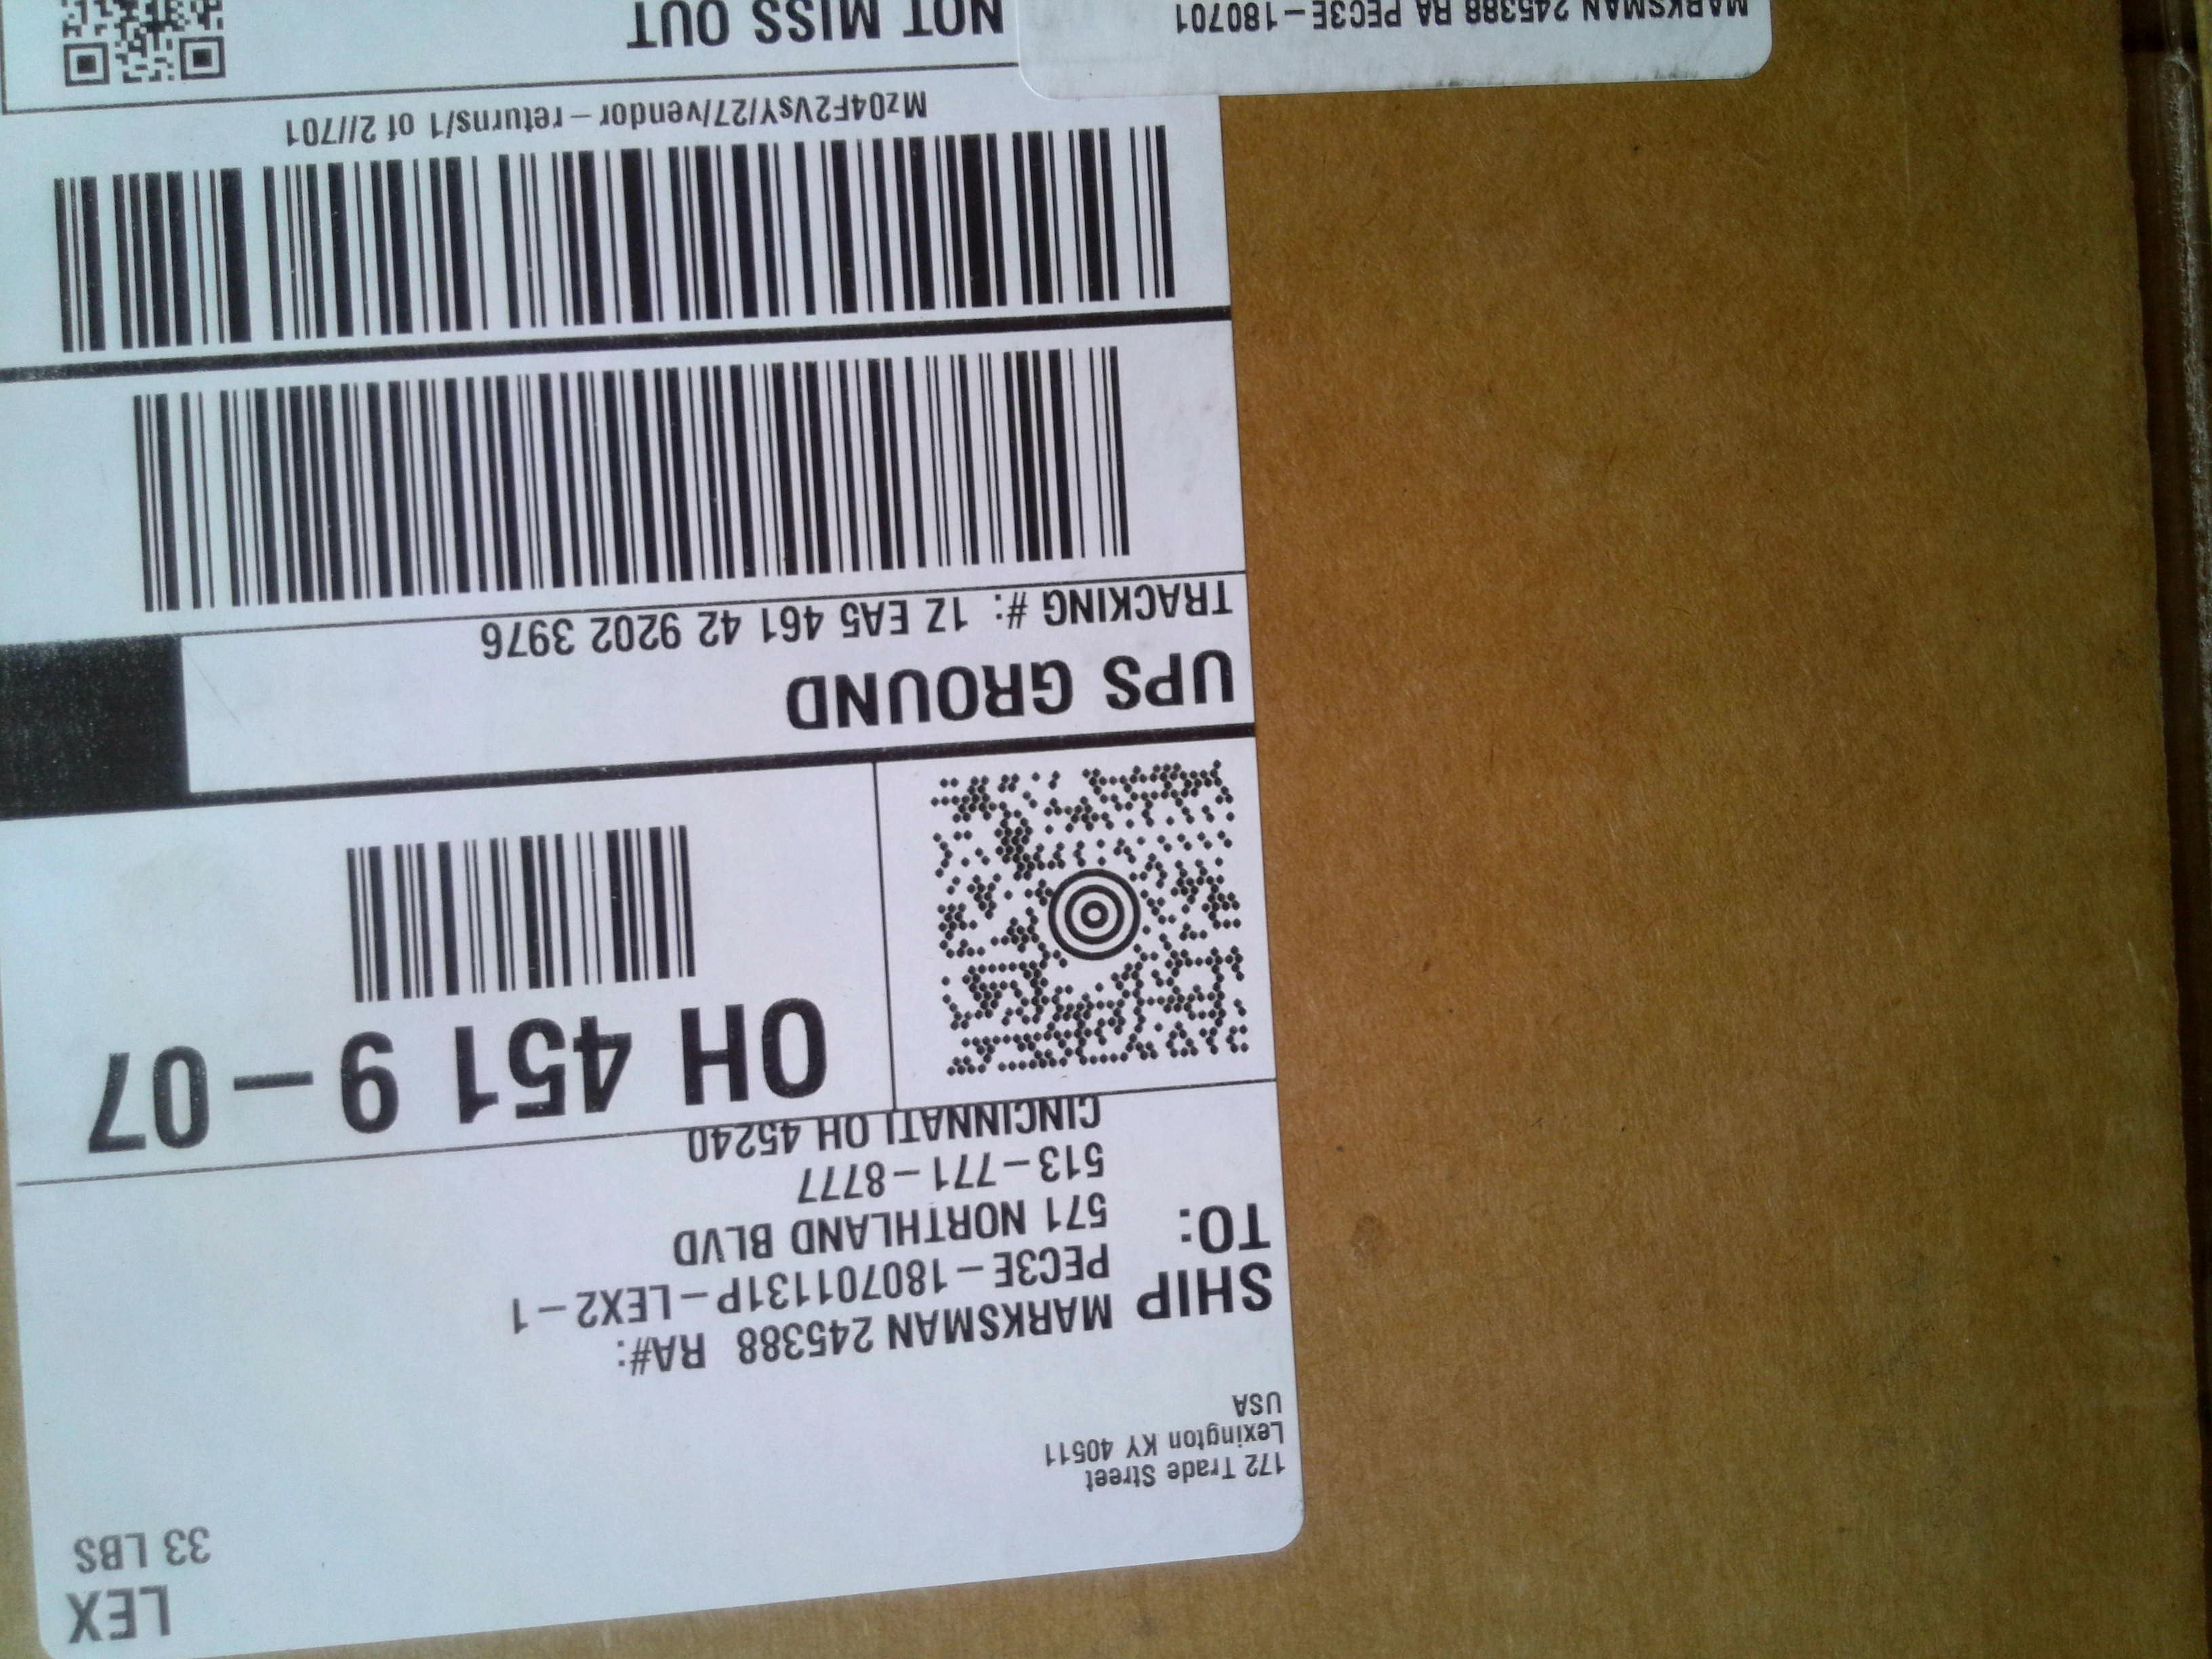 LEX
33 LBS
172 Trade Street
Lexington KY 40511
USA
SHIP
TO:
MARKSMAN 245388 RA#:
PEC3E-180701131P-LEX2-1
571 NORTHLAND BLVD
513-771-8777
CINCINNATI OH 45240
OH 451 9-07
UPS GROUND
TRACKING #: 1Z EA5 461 42 9202 3976
Mz04F2VsY/27/vendor-returns/1 of 2//701
NOT MISS OUT
MARKSMAN 245388 RA PEC3E-180701